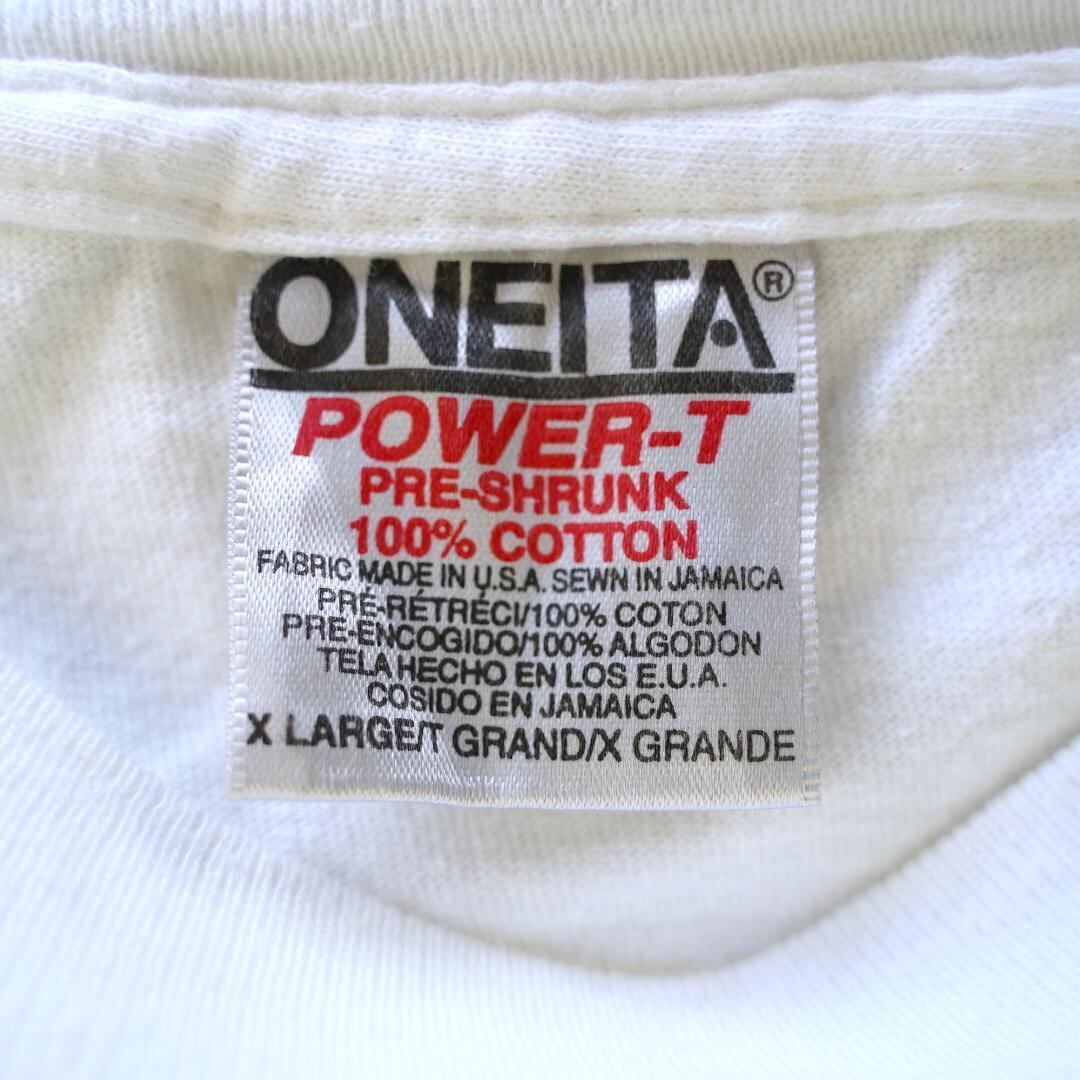 ONEITA®
POWER-T
PRE-SHRUNK
100% COTTON
FABRIC MADE IN U.S.A. SEWN IN JAMAICA
PRÉ-RÉTRÉCI/100% COTON
PRE-ENCOGIDO/100% ALGODON
TELA HECHO EN LOS E.U.A.
COSIDO EN JAMAICA
X LARGE/T GRAND/X GRANDE